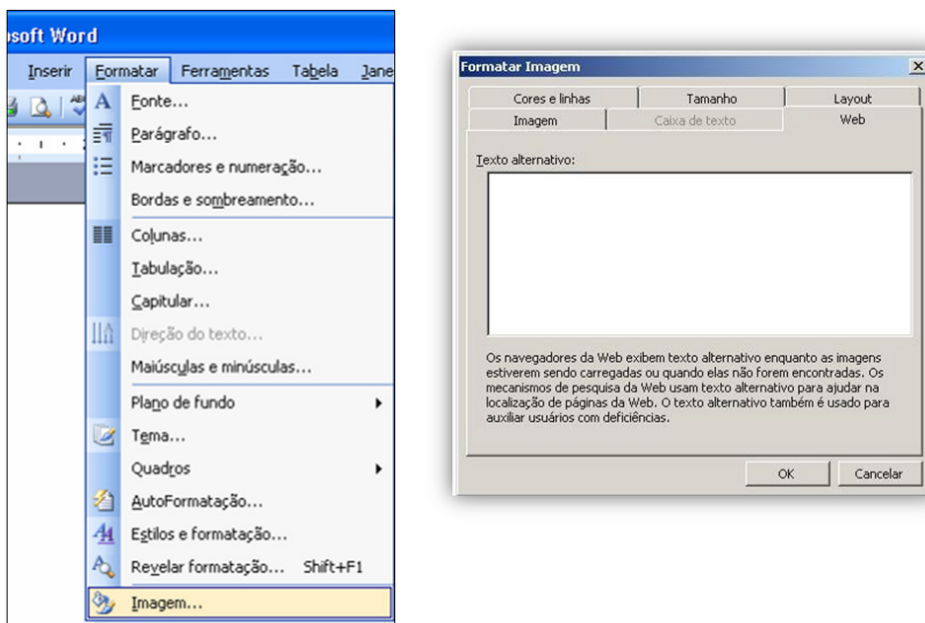 osoft Word
Inserir Formatar Ferramentas Tabela Jane
Fonte...
Parágrafo...
Marcadores e numeração...
Bordas e sombreamento...
Colunas...
Tabulação...
Capitular...
Direção do texto...
Maiúsculas e minúsculas...
Plano de fundo
Tema...
Quadros
AutoFormatação...
Estilos e formatação...
Revelar formatação... Shift+F1
Imagem...
Formatar Imagem
Cores e linhas Tamanho Layout
Imagem Caixa de texto Web
Texto alternativo:
Os navegadores da Web exibem texto alternativo enquanto as imagens
estiverem sendo carregadas ou quando elas não forem encontradas. Os
mecanismos de pesquisa da Web usam texto alternativo para ajudar na
localização de páginas da Web. O texto alternativo também é usado para
auxiliar usuários com deficiências.
OK Cancelar